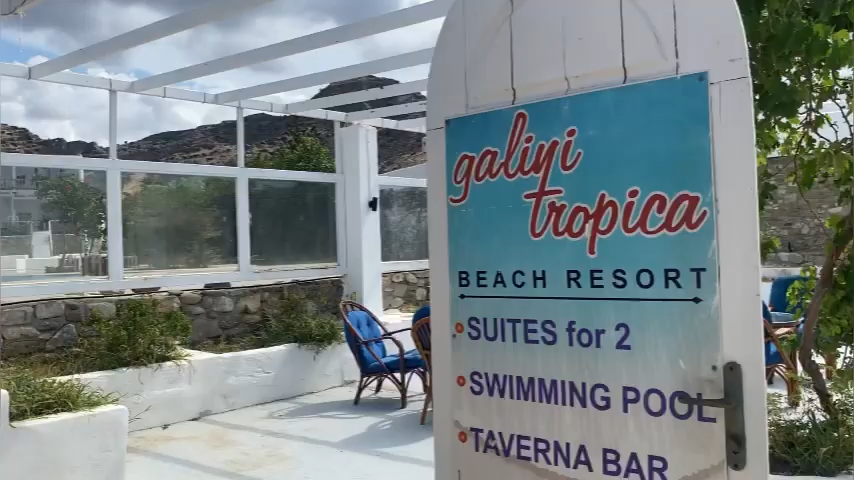 galini
tropica
BEACH RESORT
SUITES for 2
SWIMMING POOL
TAVERNA BAR